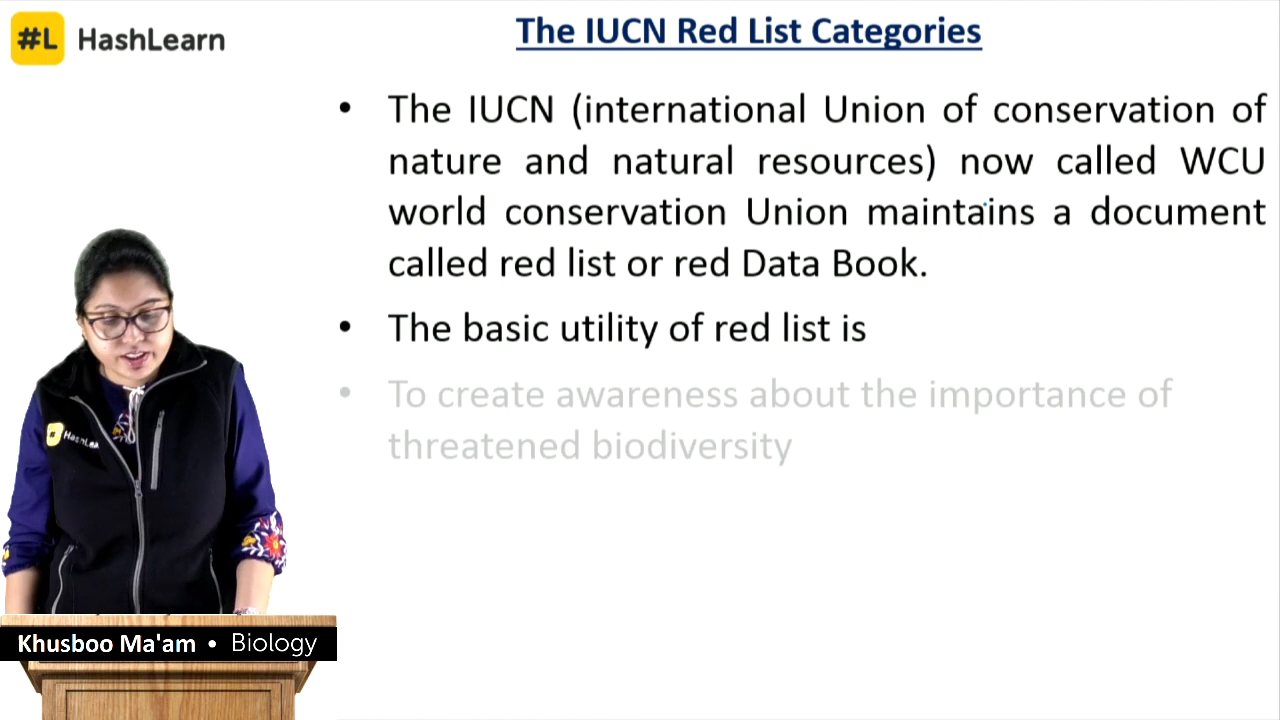 #L HashLearn
The IUCN Red List Categories
• The IUCN (international Union of conservation of
nature and natural resources) now called WCU
world conservation Union maintains a document
called red list or red Data Book.
• The basic utility of red list is
• To create awareness about the importance of
threatened biodiversity
HashLea
Khusboo Ma'am • Biology